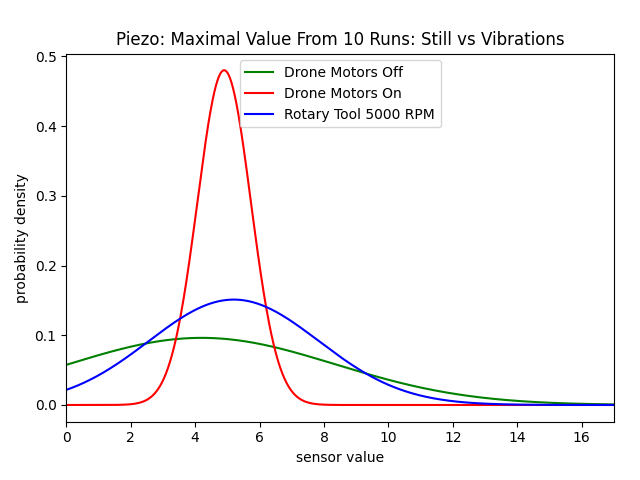 Piezo: Maximal Value From 10 Runs: Still vs Vibrations
Drone Motors Off
Drone Motors On
Rotary Tool 5000 RPM
probability density
0.5
0.4
0.3
0.2
0.1
0.0
0 2 4 6 8 10 12 14 16
sensor value